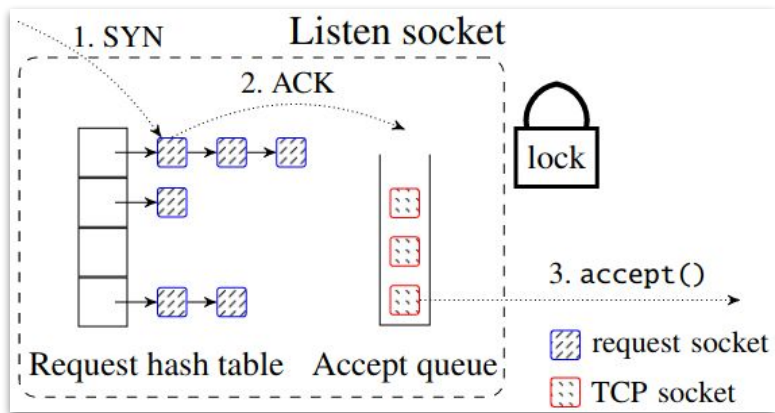 1. SYN
Listen socket
2. ACK
lock
3. accept()
Request hash table
Accept queue
request socket
TCP socket